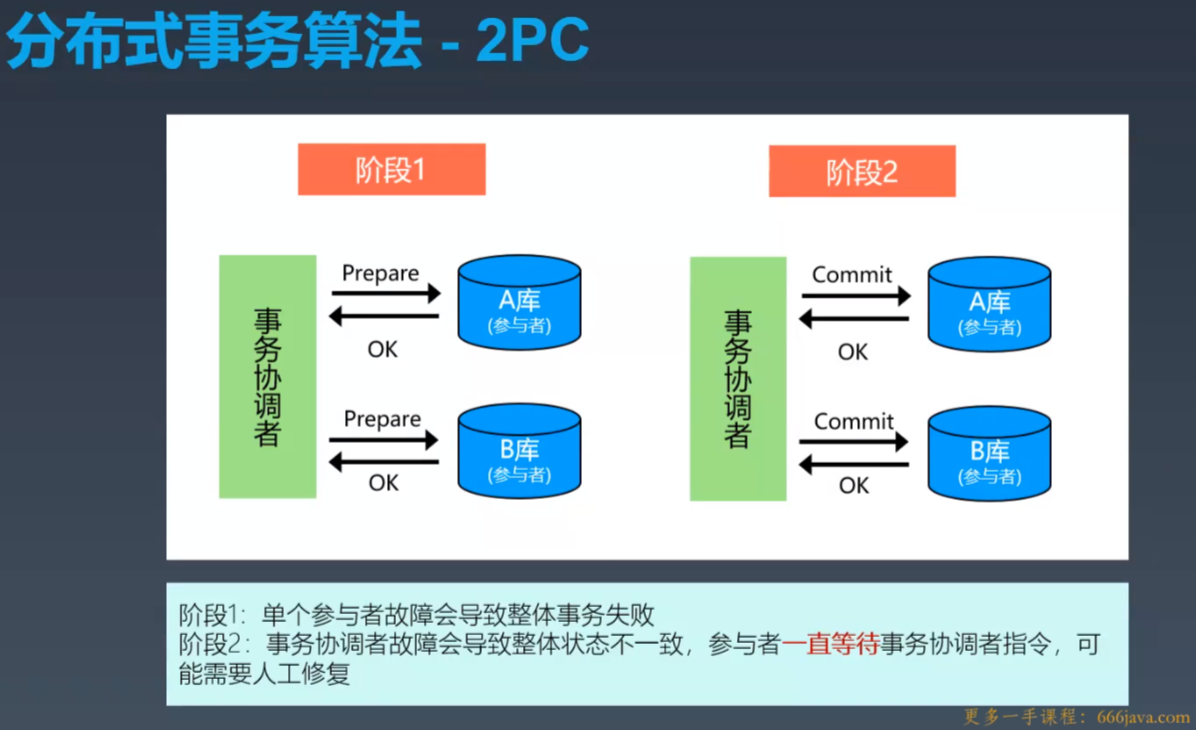 分布式事务算法 - 2PC
阶段1
阶段2
事务协调者
Prepare
OK
A库
(参与者)
Prepare
OK
B库
(参与者)
事务协调者
Commit
OK
A库
(参与者)
Commit
OK
B库
(参与者)
阶段1：单个参与者故障会导致整体事务失败
阶段2：事务协调者故障会导致整体状态不一致，参与者一直等待事务协调者指令，可
能需要人工修复
更多一手课程：666java.com